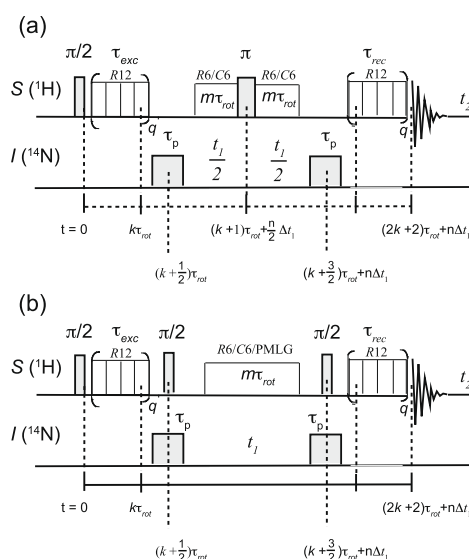 (a)
π/2 τexc π τrec
R12 R6/C6 R6/C6 R12
S (¹H) mτrot mτrot t₂
q q
τp t₁/2 t₁/2 τp
I (¹⁴N)
t = 0 kτrot (k+1)τrot+n/2 Δt₁ (2k+2)τrot+nΔt₁
(k+1/2)τrot (k+3/2)τrot+nΔt₁
(b)
π/2 τexc π/2 π/2 τrec
R12 R6/C6/PMLG R12
S (¹H) mτrot t₂
q q
τp t₁ τp
I (¹⁴N)
t = 0 kτrot (2k+2)τrot+nΔt₁
(k+1/2)τrot (k+3/2)τrot+nΔt₁